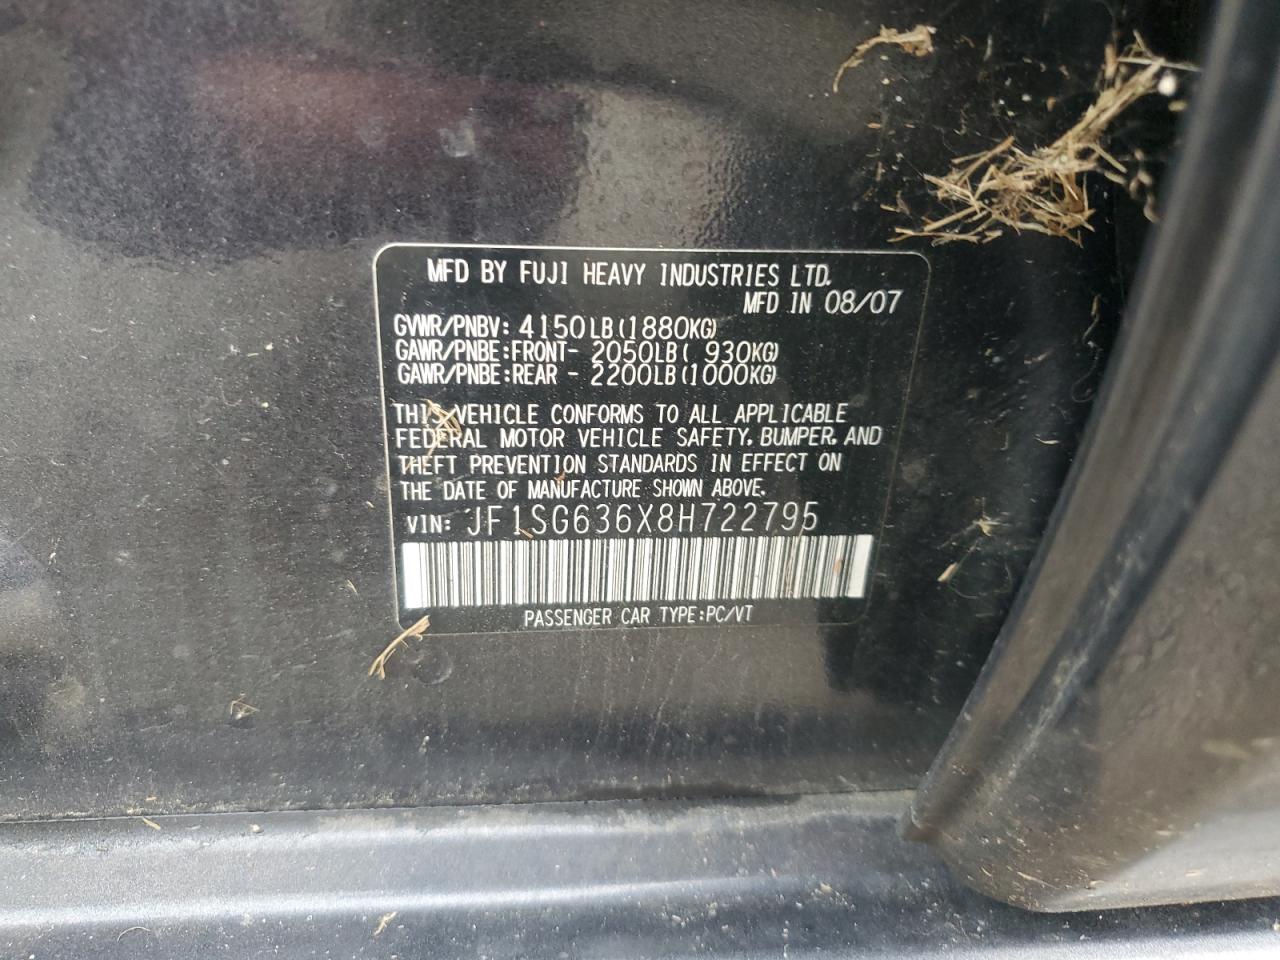 MFD BY FUJI HEAVY INDUSTRIES LTD.
MFD IN 08/07
GVWR/PNBV: 4150LB(1880KG)
GAWR/PNBE:FRONT- 2050LB( 930KG)
GAWR/PNBE:REAR - 2200LB(1000KG)
THIS VEHICLE CONFORMS TO ALL APPLICABLE
FEDERAL MOTOR VEHICLE SAFETY, BUMPER, AND
THEFT PREVENTION STANDARDS IN EFFECT ON
THE DATE OF MANUFACTURE SHOWN ABOVE.
VIN: JF1SG636X8H722795
PASSENGER CAR TYPE:PC/VT